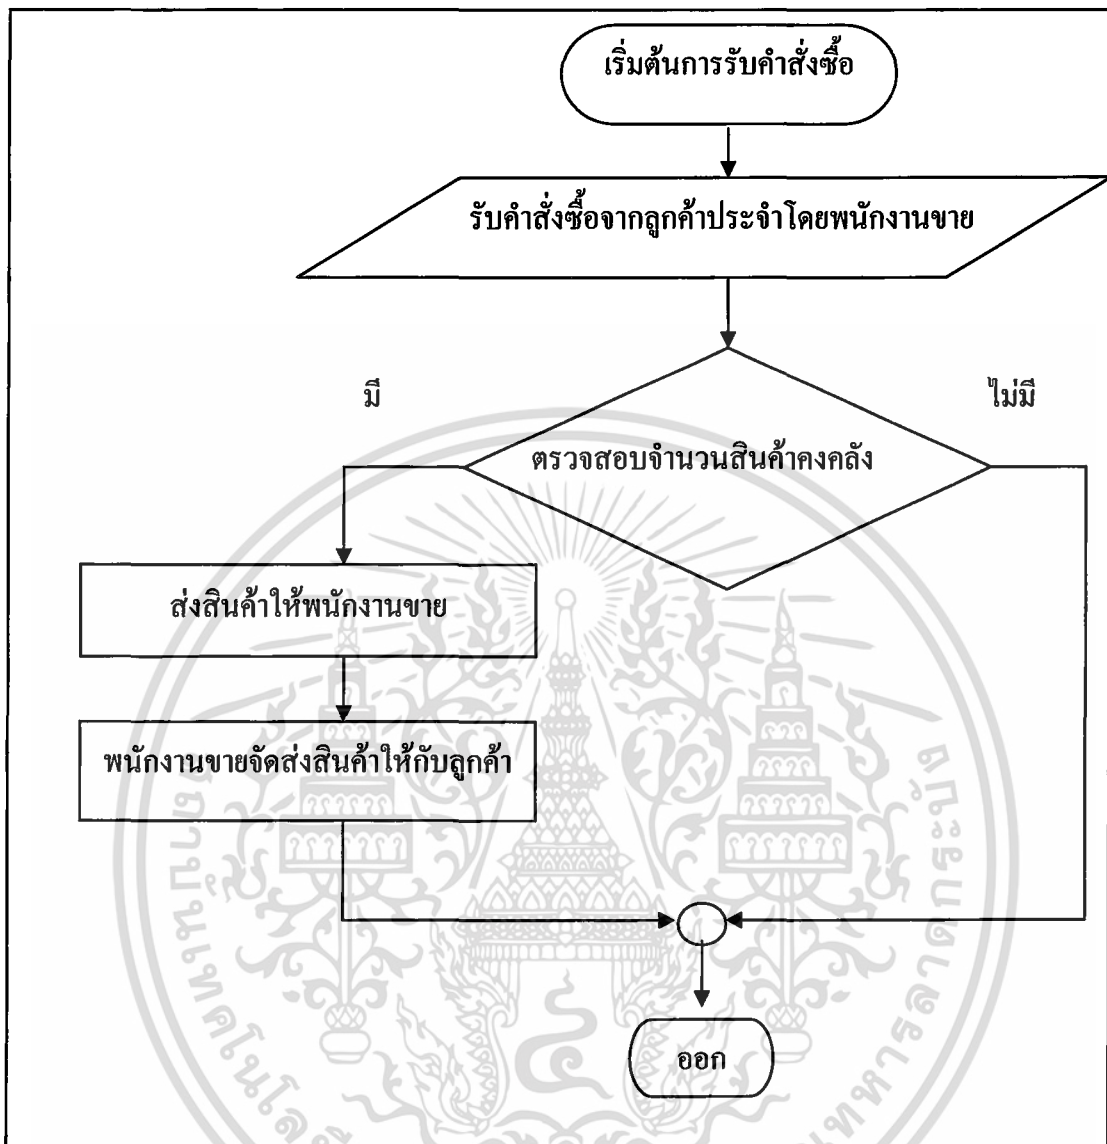 เริ่มต้นการรับคำสั่งซื้อ
รับคำสั่งซื้อจากลูกค้าประจำโดยพนักงานขาย
มี
ไม่มี
ตรวจสอบจำนวนสินค้าคงคลัง
ส่งสินค้าให้พนักงานขาย
พนักงานขายจัดส่งสินค้าให้กับลูกค้า
ออก